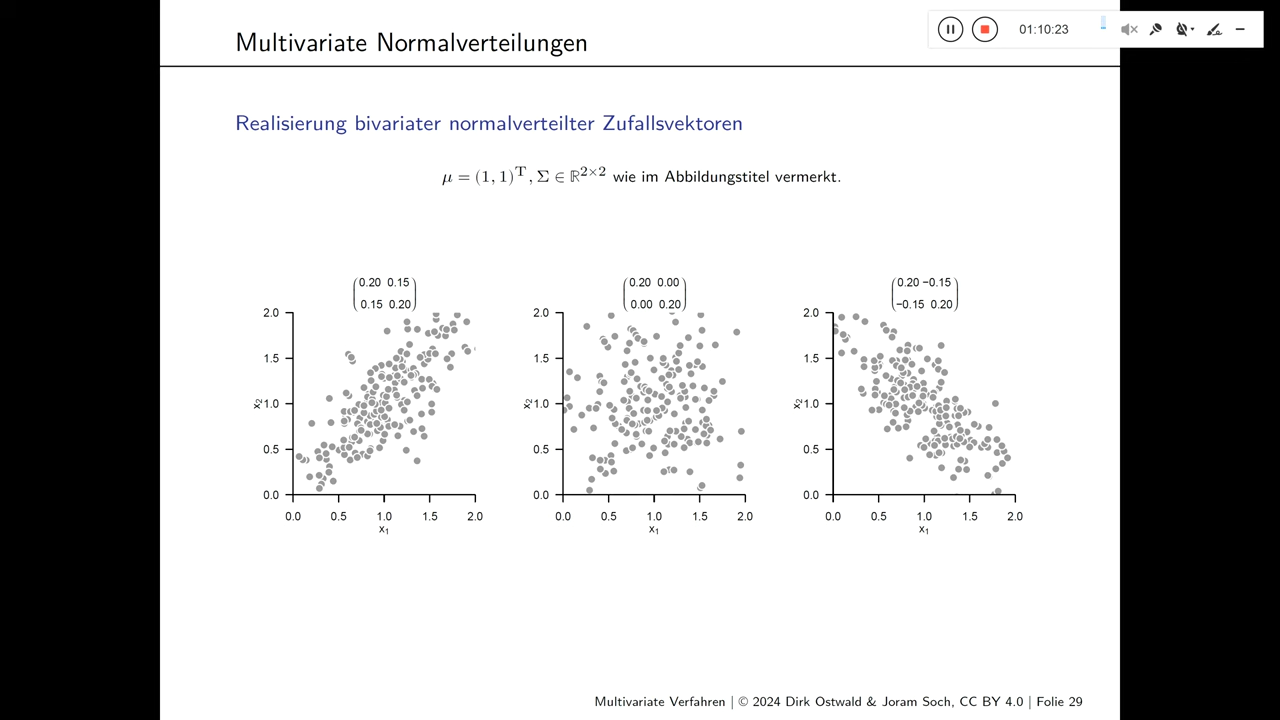 Multivariate Normalverteilungen
01:10:23
Realisierung bivariater normalverteilter Zufallsvektoren
μ = (1, 1)ᵀ, Σ ∈ ℝ²ˣ² wie im Abbildungstitel vermerkt.
0.20 0.15
0.15 0.20
0.20 0.00
0.00 0.20
0.20 −0.15
−0.15 0.20
2.0 2.0 2.0
1.5 1.5 1.5
x₂ 1.0 x₂ 1.0 x₂ 1.0
0.5 0.5 0.5
0.0 0.0 0.0
0.0 0.5 1.0 1.5 2.0 0.0 0.5 1.0 1.5 2.0 0.0 0.5 1.0 1.5 2.0
x₁ x₁ x₁
Multivariate Verfahren | © 2024 Dirk Ostwald & Joram Soch, CC BY 4.0 | Folie 29